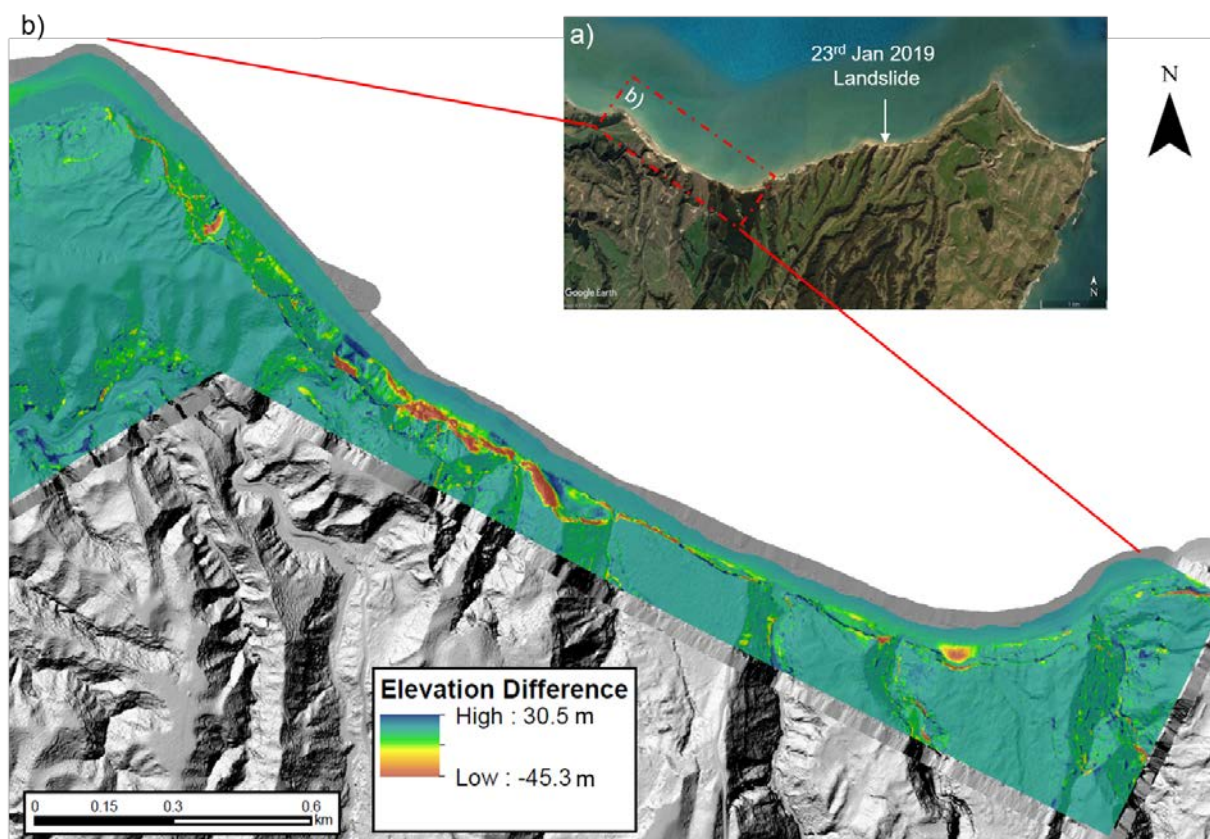 b)
a)
23rd Jan 2019
Landslide
b)
N
Google Earth
N
Elevation Difference
High : 30.5 m
Low : -45.3 m
0 0.15 0.3 0.6
km